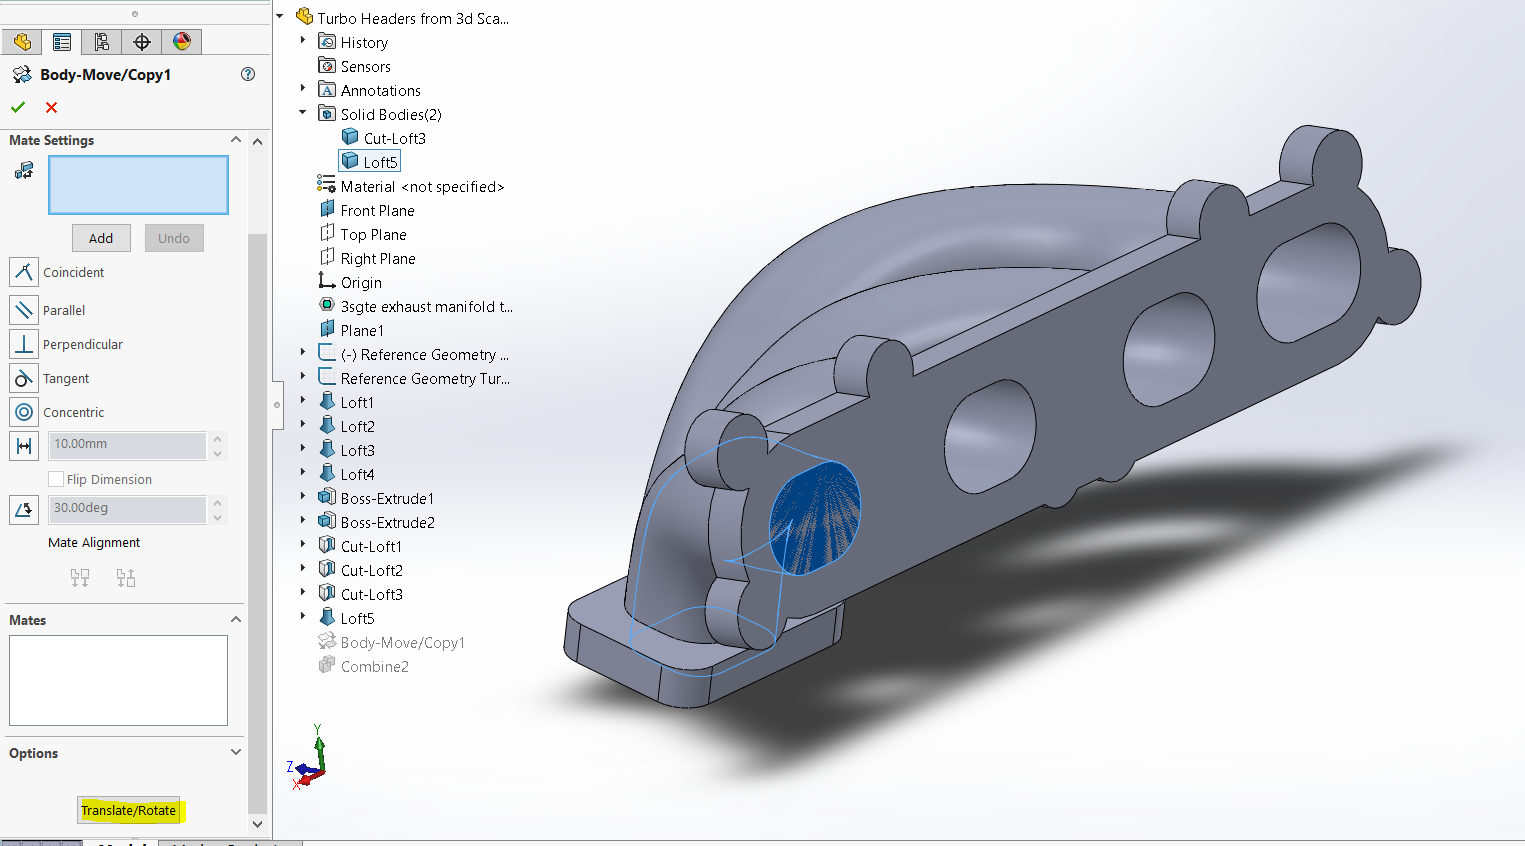 Body-Move/Copy1
Mate Settings
Add
Undo
Coincident
Parallel
Perpendicular
Tangent
Concentric
10.00mm
Flip Dimension
30.00deg
Mate Alignment
Mates
Options
Translate/Rotate
Turbo Headers from 3d Sca...
History
Sensors
A Annotations
Solid Bodies(2)
Cut-Loft3
Loft5
Material <not specified>
Front Plane
Top Plane
Right Plane
Origin
3sgte exhaust manifold t...
Plane1
(-) Reference Geometry ...
Reference Geometry Tur...
Loft1
Loft2
Loft3
Loft4
Boss-Extrude1
Boss-Extrude2
Cut-Loft1
Cut-Loft2
Cut-Loft3
Loft5
Body-Move/Copy1
Combine2
Y
Z
X